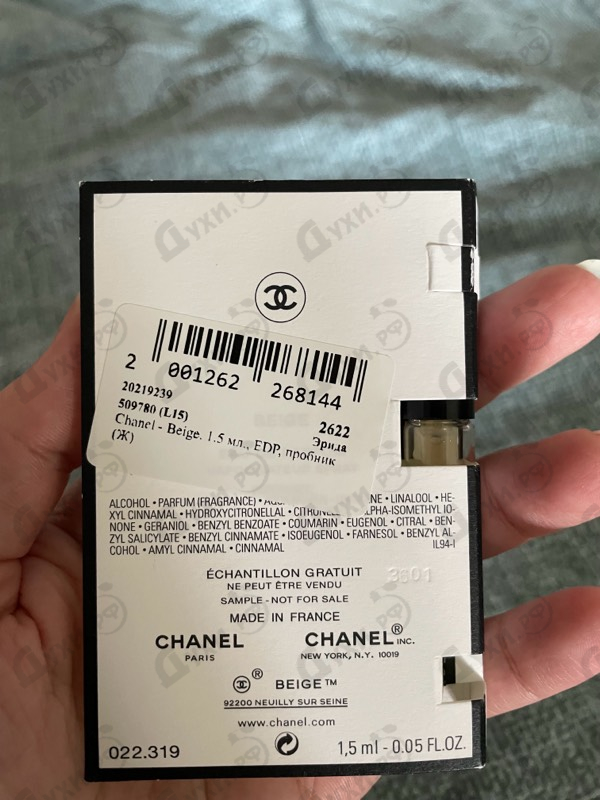 2 001262 268144
20219239
509780 (L15) 2622
Chanel - Beige. 1.5 мл., EDP, пробник Эрида
(Ж)
ALCOHOL • PARFUM (FRAGRANCE) • NE • LINALOOL • HE-
XYL CINNAMAL • HYDROXYCITRONELLAL • LPHA-ISOMETHYL IO-
NONE • GERANIOL • BENZYL BENZOATE • COUMARIN • EUGENOL • CITRAL • BEN-
ZYL SALICYLATE • BENZYL CINNAMATE • ISOEUGENOL • FARNESOL • BENZYL AL-
COHOL • AMYL CINNAMAL • CINNAMAL IL94-I
ÉCHANTILLON GRATUIT 3601
NE PEUT ÊTRE VENDU
SAMPLE - NOT FOR SALE
MADE IN FRANCE
CHANEL CHANEL® INC.
PARIS NEW YORK, N.Y. 10019
® BEIGE™
92200 NEUILLY SUR SEINE
www.chanel.com
022.319 1,5 ml - 0.05 FL.OZ.
Духи.рф